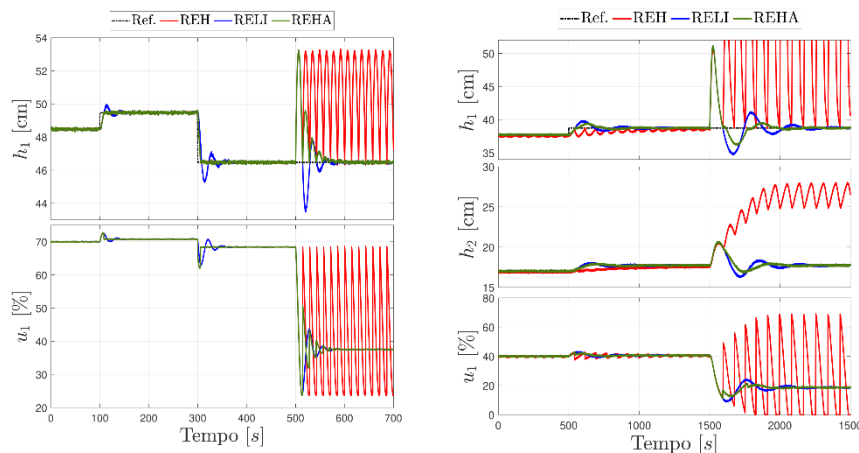 Ref. REH RELI REHA
h₁ [cm]
54
52
50
48
46
44
u₁ [%]
70
60
50
40
30
20
0 100 200 300 400 500 600 700
Tempo [s]
Ref. REH RELI REHA
h₁ [cm]
50
45
40
35
h₂ [cm]
30
25
20
15
u₁ [%]
80
60
40
20
0
0 500 1000 1500 2000 2500
Tempo [s]